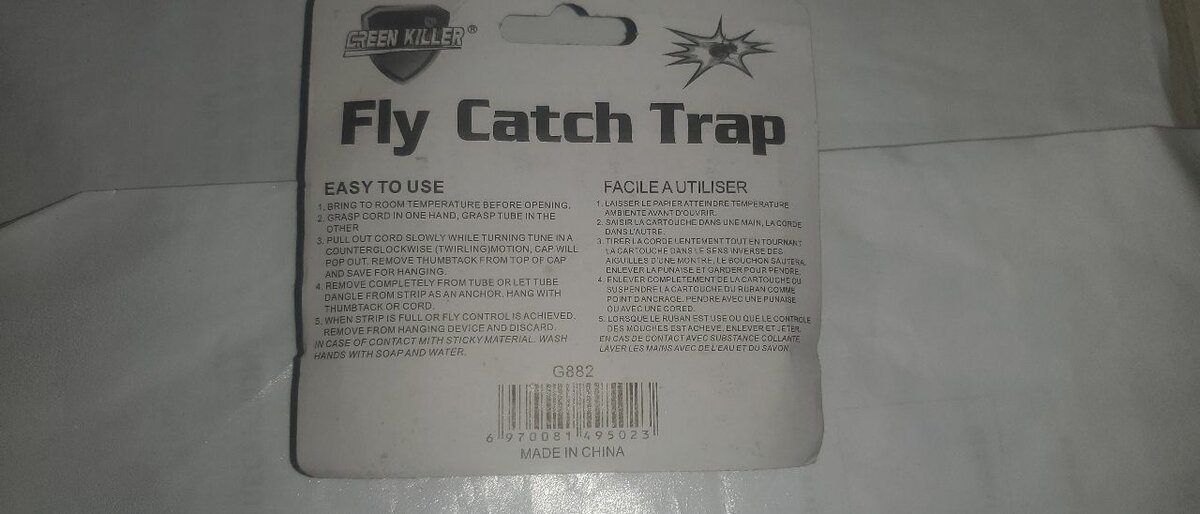 GREEN KILLER®
Fly Catch Trap
EASY TO USE
1. BRING TO ROOM TEMPERATURE BEFORE OPENING,
2. GRASP CORD IN ONE HAND, GRASP TUBE IN THE
OTHER
3. PULL OUT CORD SLOWLY WHILE TURNING TUNE IN A
COUNTERGLOCKWISE (TWIRLING)MOTION, CAP WILL
POP OUT. REMOVE THUMBTACK FROM TOP OF CAP
AND SAVE FOR HANGING.
4. REMOVE COMPLETELY FROM TUBE OR LET TUBE
DANGLE FROM STRIP AS AN ANCHOR. HANG WITH
THUMBTACK OR CORD.
5. WHEN STRIP IS FULL OR FLY CONTROL IS ACHIEVED.
REMOVE FROM HANGING DEVICE AND DISCARD.
IN CASE OF CONTACT MITH STICKY MATERIAL. WASH
HANDS WITH SOAP AND WATER.
FACILE A UTILISER
1. LAISSER LE PAPIER ATTEINDRE TEMPERATURE
AMBIENTE AVANT D'OUVRIR.
2. SAISIR LA CARTOUCHE DANS UNE MAIN, LA CORDE
DANS L'AUTRE.
3. TIRER LA CORDE LENTEMENT TOUT EN TOURNANT
LA CARTOUCHE DANS LE SENS INVERSE DES
AIGUILLES D'UNE MONTRE, LE BOUCHON SAUTERA.
ENLEVER LA PUNAISE ET GARDER POUR PENDRE.
4. ENLEVER COMPLETEMENT DE LA CARTOUCHE OU
SUSPENDRE LA CARTOUCHE DU RUBAN COMME
POINT D'ANCRAGE. PENDRE AVEC UNE PUNAISE
OU AVEC UNE CORED.
5. LORSQUE LE RUBAN EST USE OU QUE LE CONTROLE
DES MOUCHES EST ACHEVE, ENLEVER ET JETER.
EN CAS DE CONTACT AVEC SUBSTANCE COLLANTE
LAVER LES MAINS AVEC DE L'EAU ET DU SAVON.
G882
6 970081 495023
MADE IN CHINA